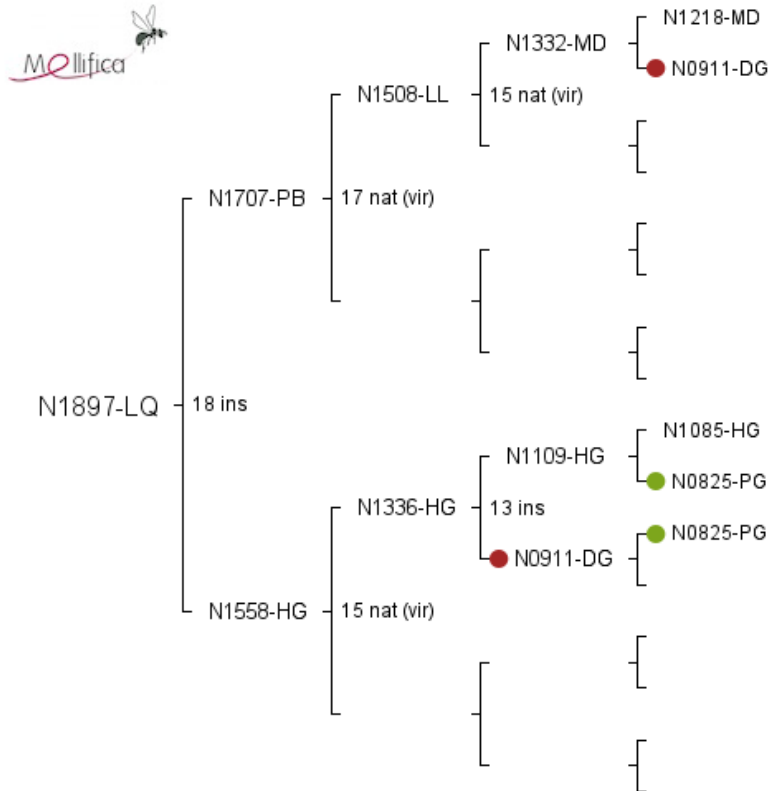 N1218-MD
N1332-MD
Mellifica
N0911-DG
N1508-LL
15 nat (vir)
N1707-PB
17 nat (vir)
N1897-LQ
18 ins
N1085-HG
N1109-HG
N0825-PG
N1336-HG
13 ins
N0825-PG
N0911-DG
N1558-HG
15 nat (vir)